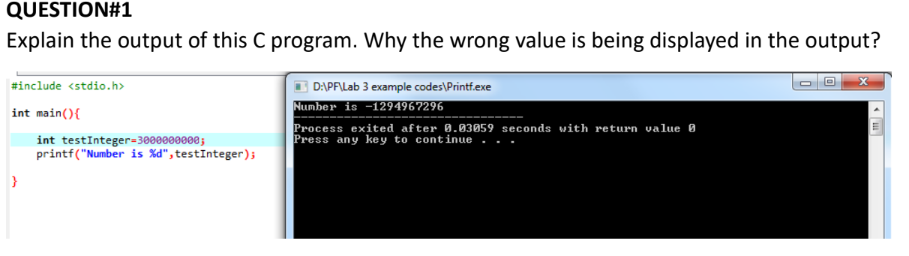 QUESTION#1
Explain the output of this C program. Why the wrong value is being displayed in the output?
#include <stdio.h>
int main(){
int testInteger=3000000000;
printf("Number is %d",testInteger);
}
D:\PF\Lab 3 example codes\Printf.exe
Number is -1294967296
--------------------------------
Process exited after 0.03059 seconds with return value 0
Press any key to continue . . .